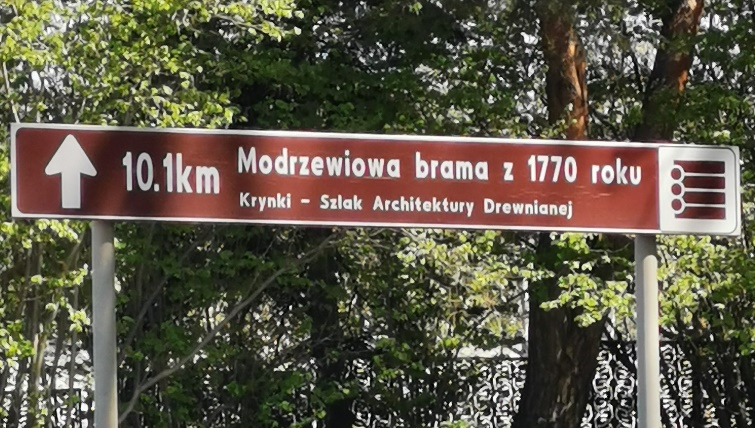 10.1km
Modrzewiowa brama z 1770 roku
Krynki - Szlak Architektury Drewnianej